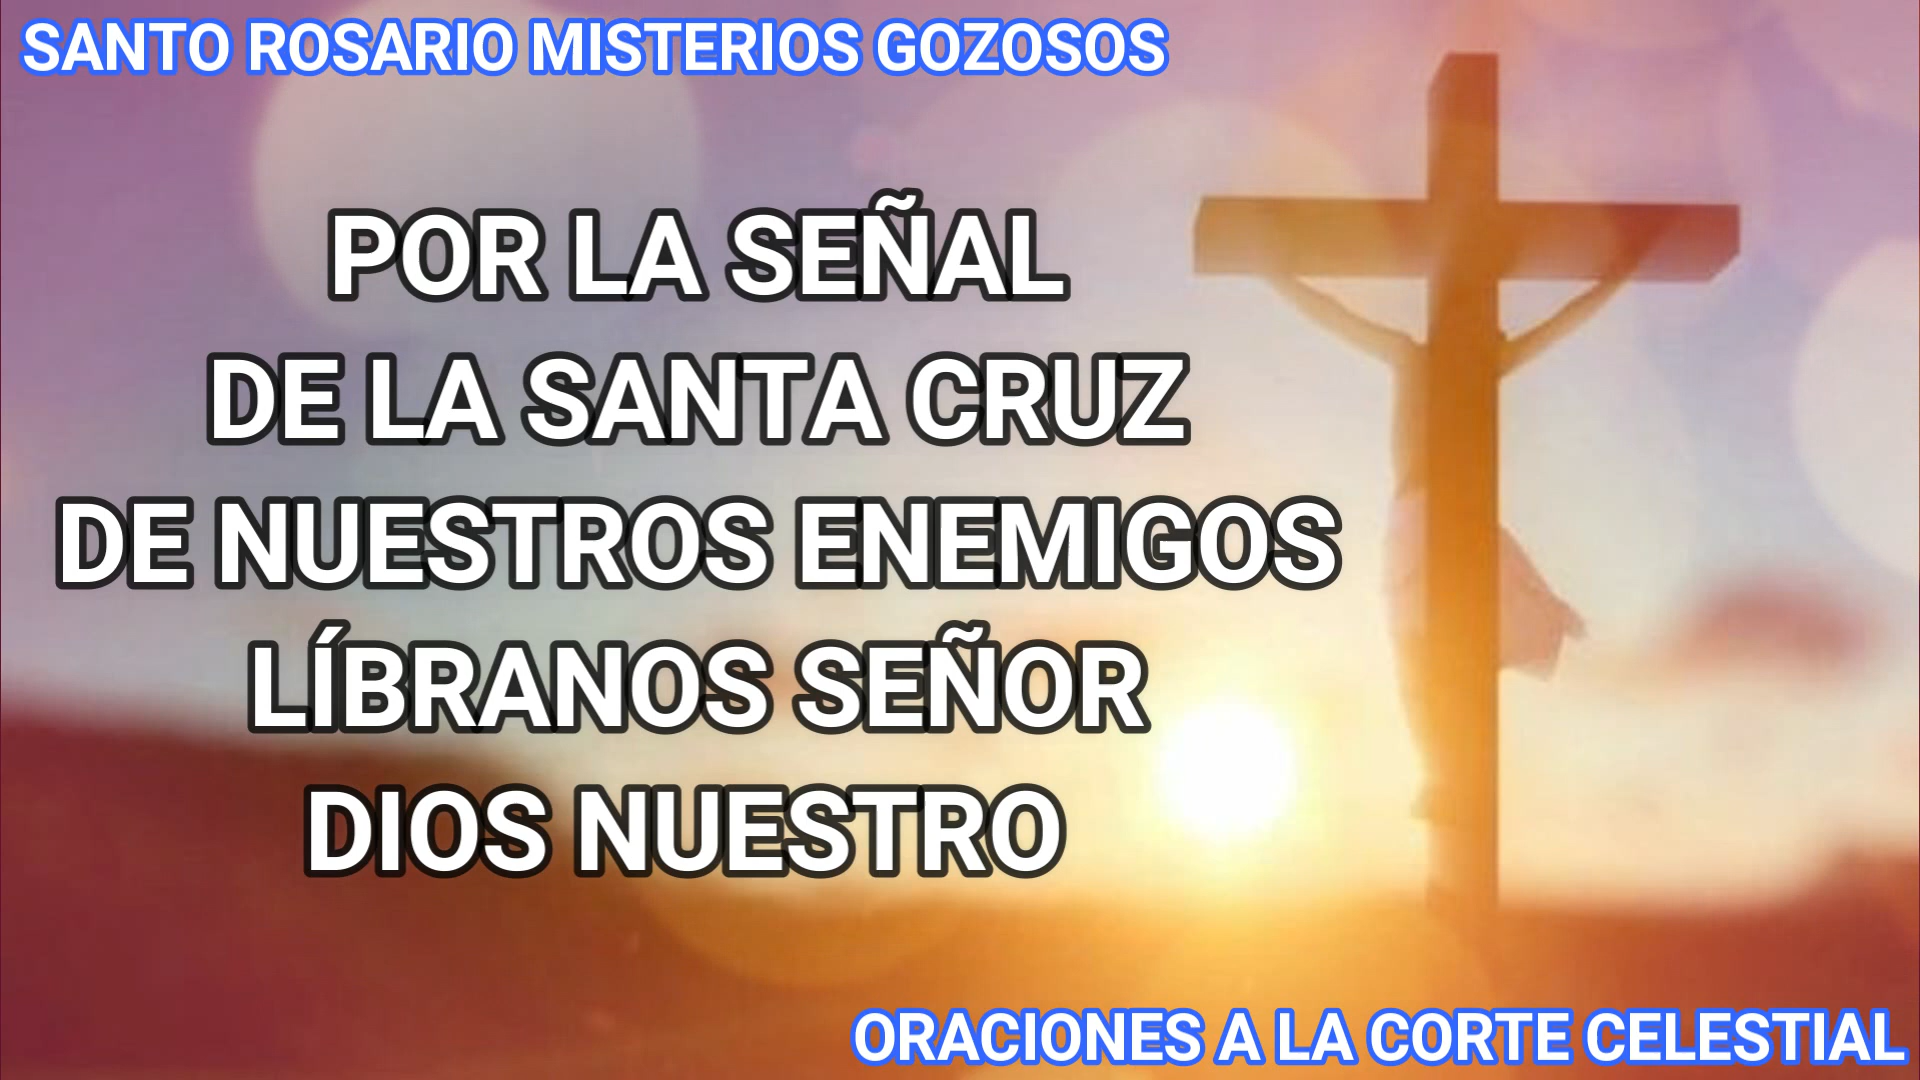 SANTO ROSARIO MISTERIOS GOZOSOS
POR LA SEÑAL
DE LA SANTA CRUZ
DE NUESTROS ENEMIGOS
LÍBRANOS SEÑOR
DIOS NUESTRO
ORACIONES A LA CORTE CELESTIAL